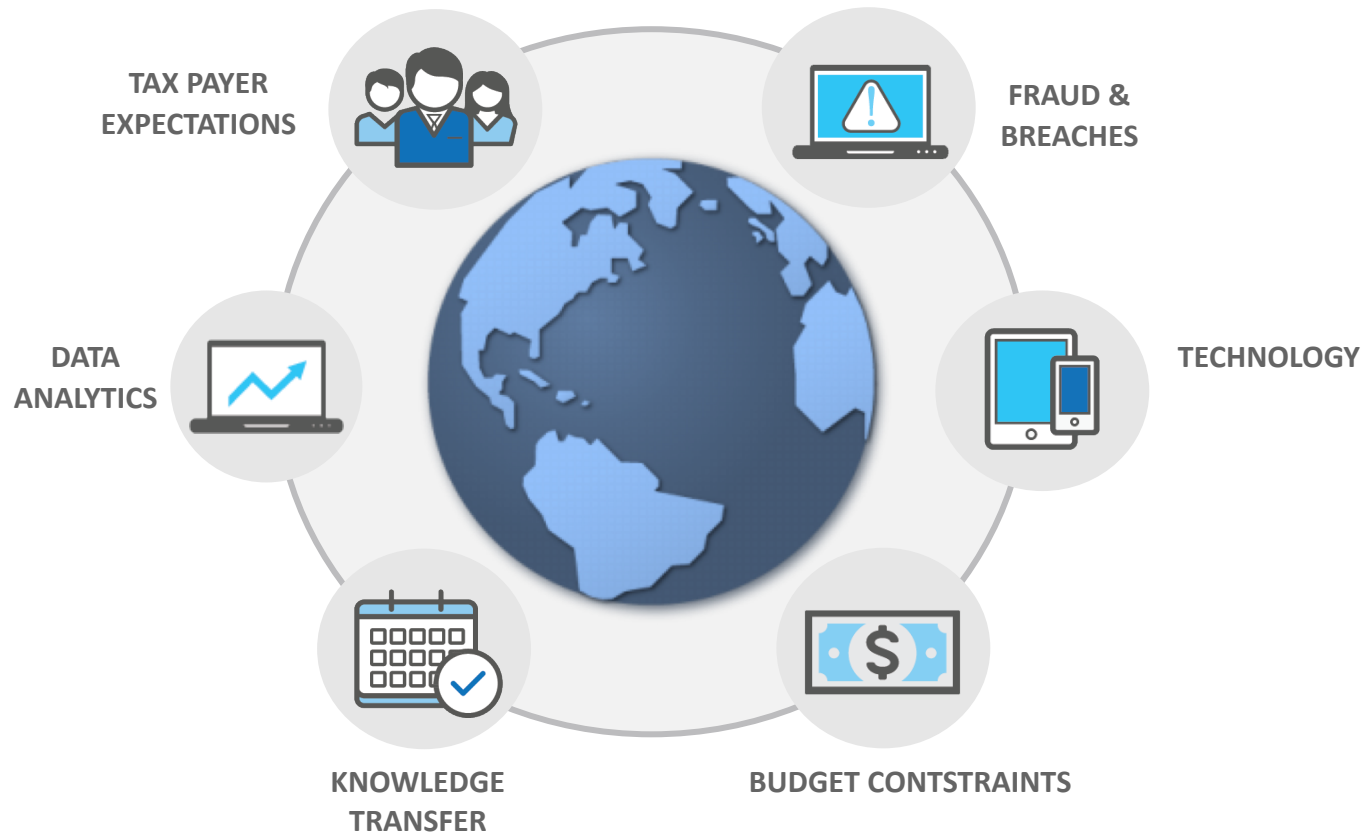 TAX PAYER
EXPECTATIONS
FRAUD &
BREACHES
DATA
ANALYTICS
TECHNOLOGY
$
KNOWLEDGE
TRANSFER
BUDGET CONTSTRAINTS